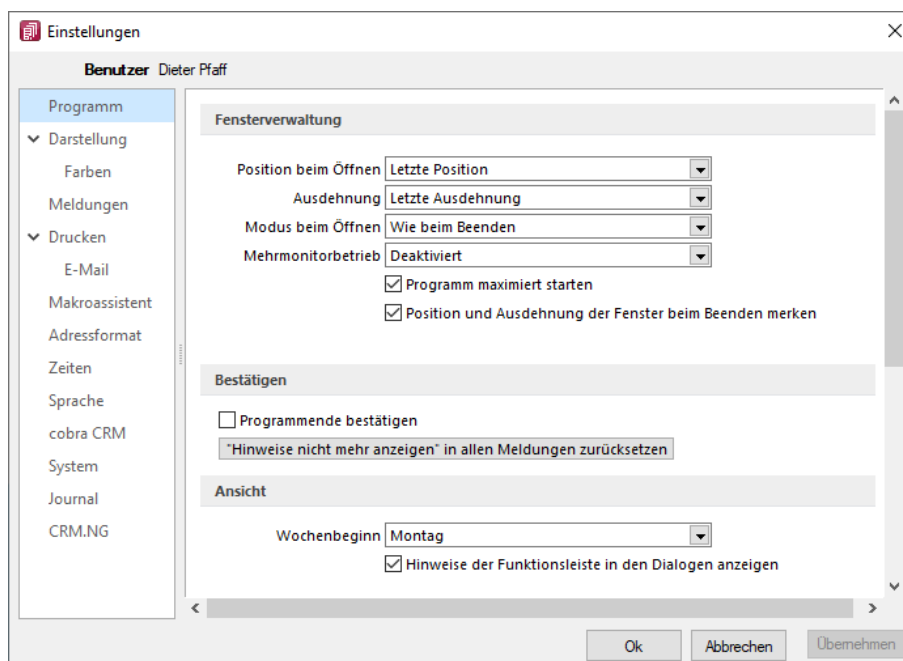 Einstellungen
Benutzer Dieter Pfaff
Programm
Darstellung
Farben
Meldungen
Drucken
E-Mail
Makroassistent
Adressformat
Zeiten
Sprache
cobra CRM
System
Journal
CRM.NG
Fensterverwaltung
Position beim Öffnen Letzte Position
Ausdehnung Letzte Ausdehnung
Modus beim Öffnen Wie beim Beenden
Mehrmonitorbetrieb Deaktiviert
Programm maximiert starten
Position und Ausdehnung der Fenster beim Beenden merken
Bestätigen
Programmende bestätigen
"Hinweise nicht mehr anzeigen" in allen Meldungen zurücksetzen
Ansicht
Wochenbeginn Montag
Hinweise der Funktionsleiste in den Dialogen anzeigen
Ok Abbrechen Übernehmen